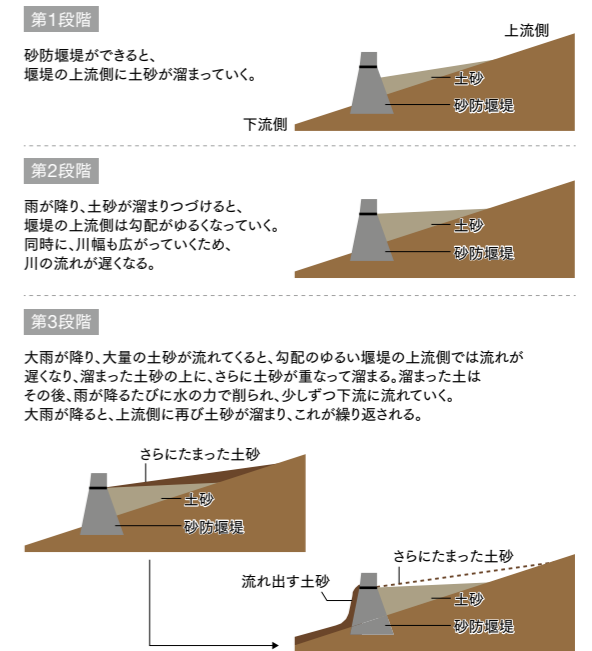 第1段階
砂防堰堤ができると、
堰堤の上流側に土砂が溜まっていく。
上流側
土砂
砂防堰堤
下流側
第2段階
雨が降り、土砂が溜まりつづけると、
堰堤の上流側は勾配がゆるくなっていく。
同時に、川幅も広がっていくため、
川の流れが遅くなる。
土砂
砂防堰堤
第3段階
大雨が降り、大量の土砂が流れてくると、勾配のゆるい堰堤の上流側では流れが
遅くなり、溜まった土砂の上に、さらに土砂が重なって溜まる。溜まった土は
その後、雨が降るたびに水の力で削られ、少しずつ下流に流れていく。
大雨が降ると、上流側に再び土砂が溜まり、これが繰り返される。
さらにたまった土砂
土砂
砂防堰堤
さらにたまった土砂
流れ出す土砂
土砂
砂防堰堤